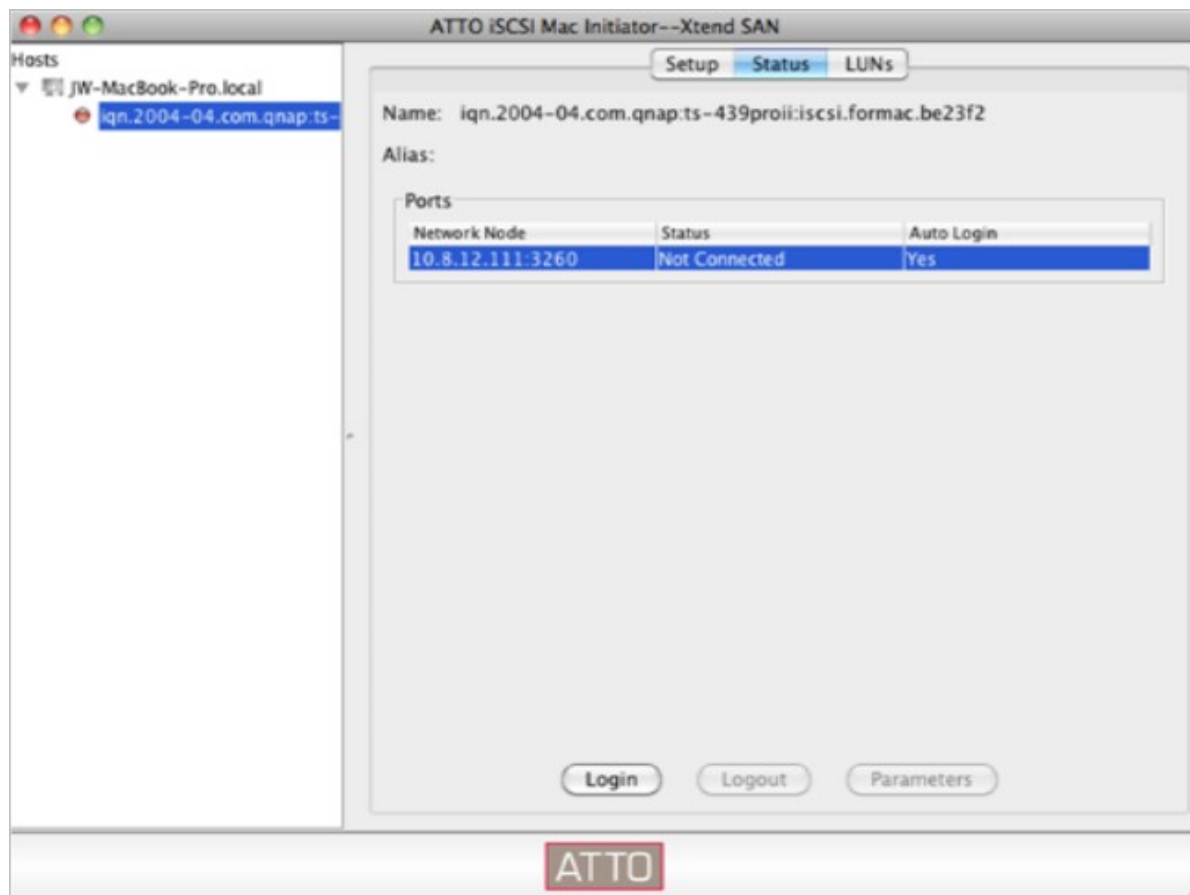 ATTO iSCSI Mac Initiator--Xtend SAN
Hosts
JW-MacBook-Pro.local
iqn.2004-04.com.qnap:ts-
Setup Status LUNs
Name: iqn.2004-04.com.qnap:ts-439proii:iscsi.formac.be23f2
Alias:
Ports
Network Node Status Auto Login
10.8.12.111:3260 Not Connected Yes
Login Logout Parameters
ATTO